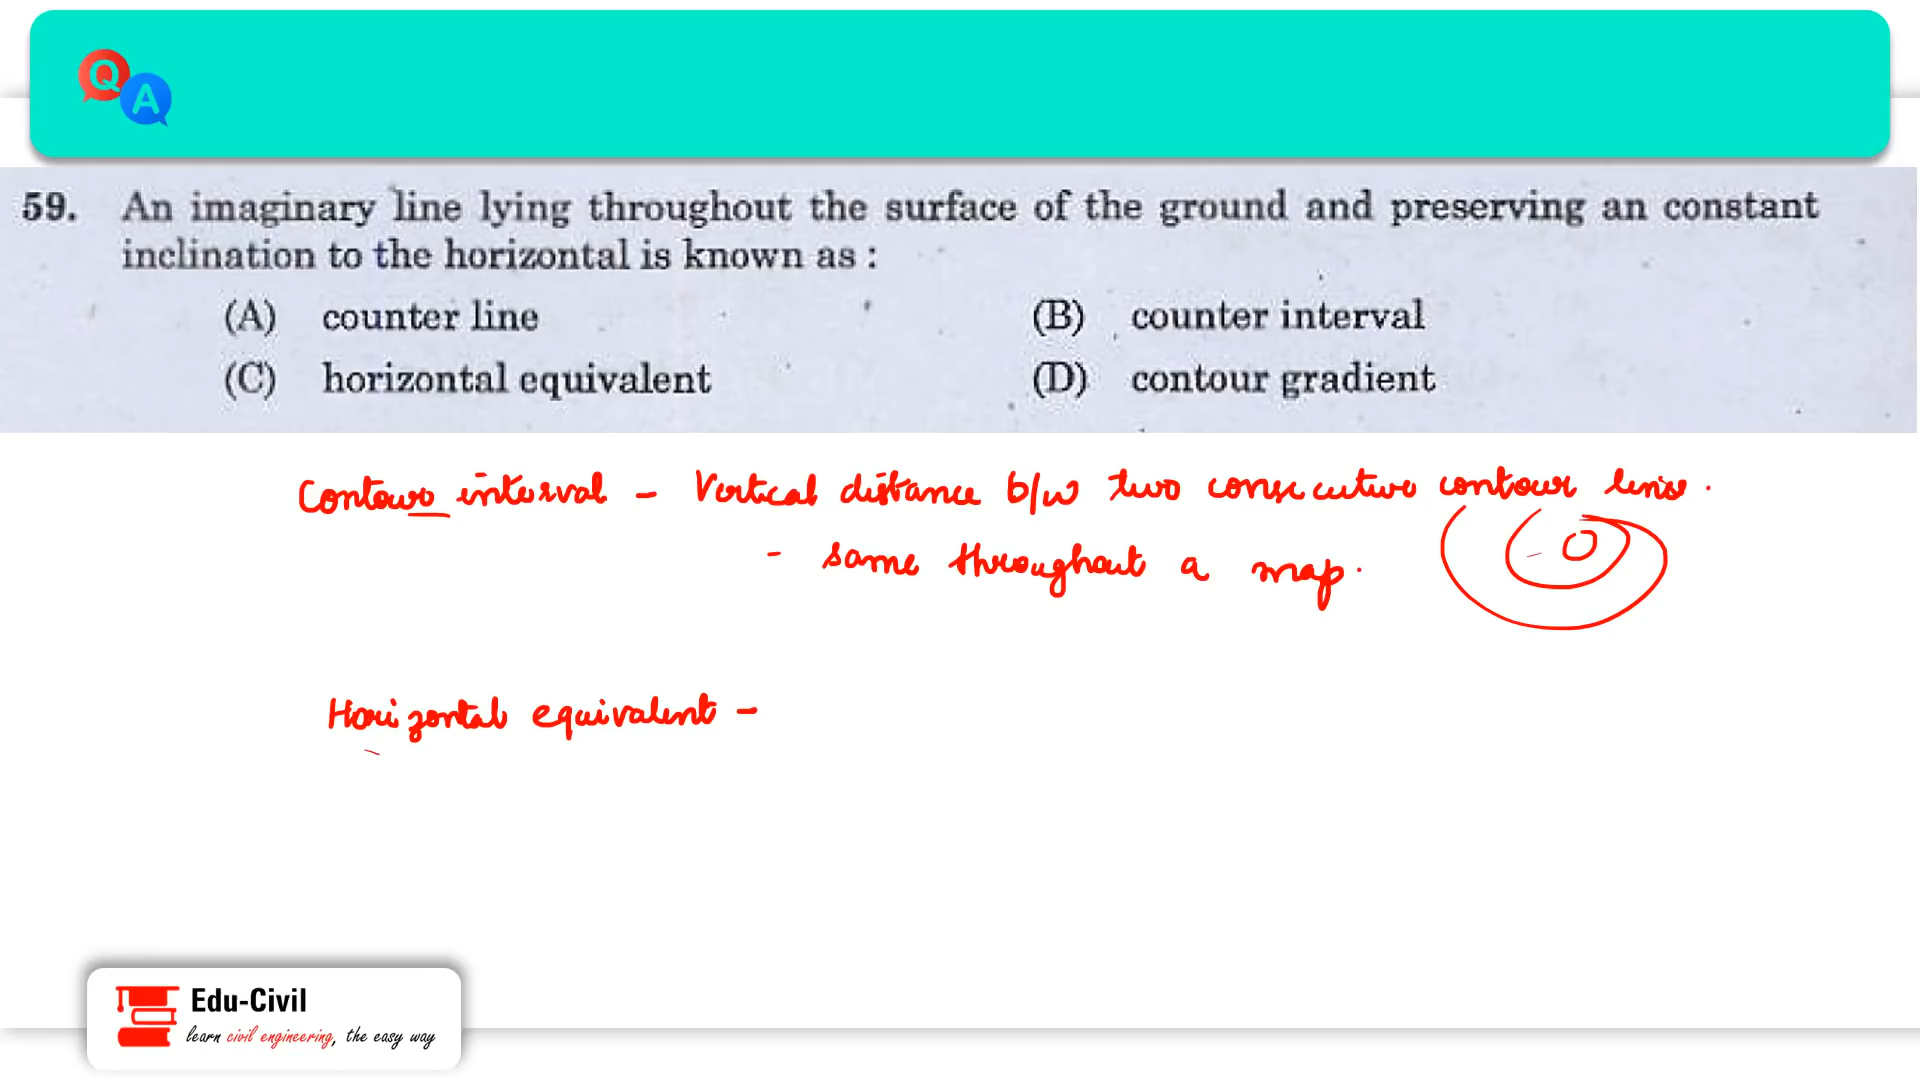 Q A
59. An imaginary line lying throughout the surface of the ground and preserving an constant
inclination to the horizontal is known as :
(A) counter line (B) counter interval
(C) horizontal equivalent (D) contour gradient
Contour interval - Vertical distance b/w two consecutive contour lines.
- same throughout a map.
Horizontal equivalent -
Edu-Civil
learn civil engineering, the easy way